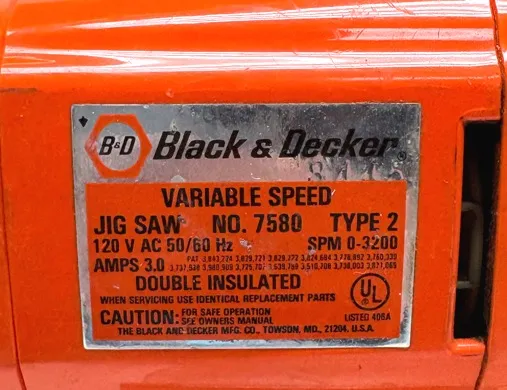 B&D Black & Decker®
VARIABLE SPEED
JIG SAW NO. 7580 TYPE 2
120 V AC 50/60 Hz SPM 0-3200
AMPS 3.0
DOUBLE INSULATED
WHEN SERVICING USE IDENTICAL REPLACEMENT PARTS
CAUTION: FOR SAFE OPERATION
SEE OWNERS MANUAL
THE BLACK AND DECKER MFG. CO., TOWSON, MD., 21204, U.S.A.
UL
LISTED 406A